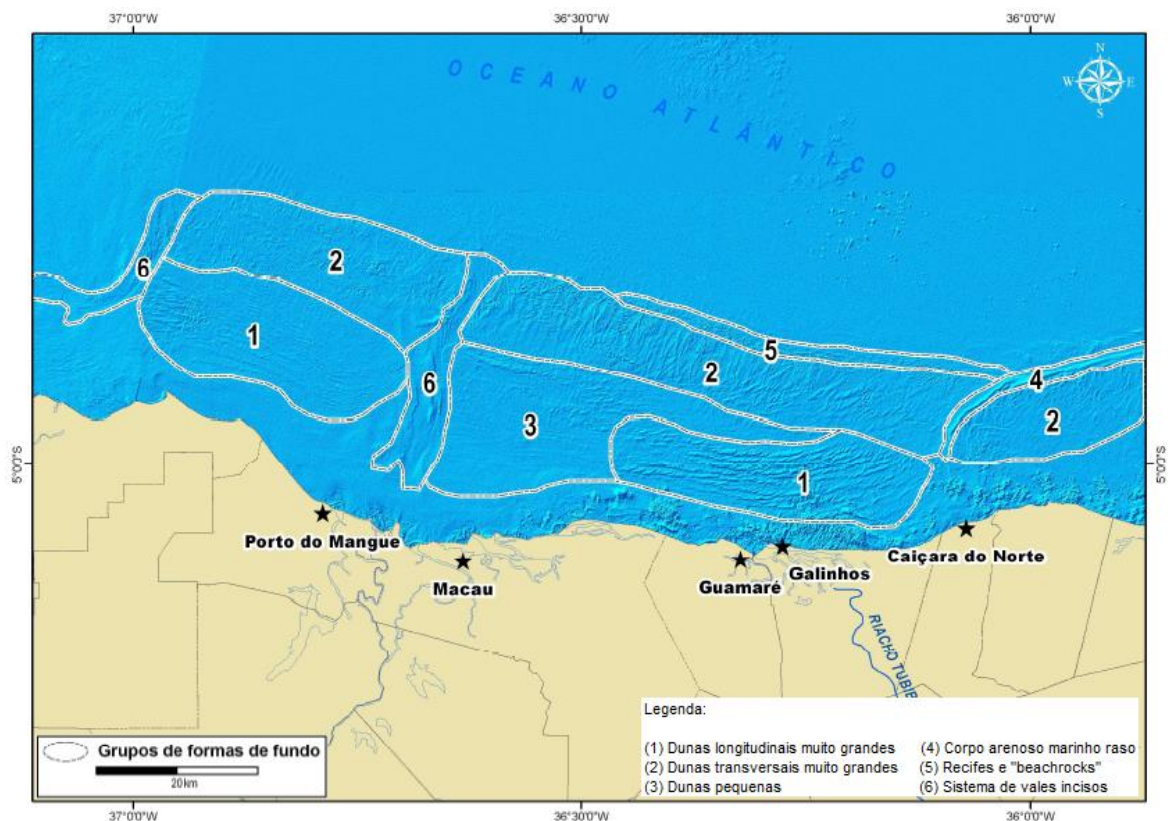 37°0'0"W 36°30'0"W 36°0'0"W
N
W E
S
OCEANO ATLÂNTICO
2
6
1
5
2
4
6
2
3
1
5°0'S
5°0'S
Porto do Mangue
Macau
Guamaré
Galinhos
Caiçara do Norte
RIACHO TUBIB
Grupos de formas de fundo
20km
Legenda:
(1) Dunas longitudinais muito grandes
(2) Dunas transversais muito grandes
(3) Dunas pequenas
(4) Corpo arenoso marinho raso
(5) Recifes e "beachrocks"
(6) Sistema de vales incisos
37°0'0"W 36°30'0"W 36°0'0"W